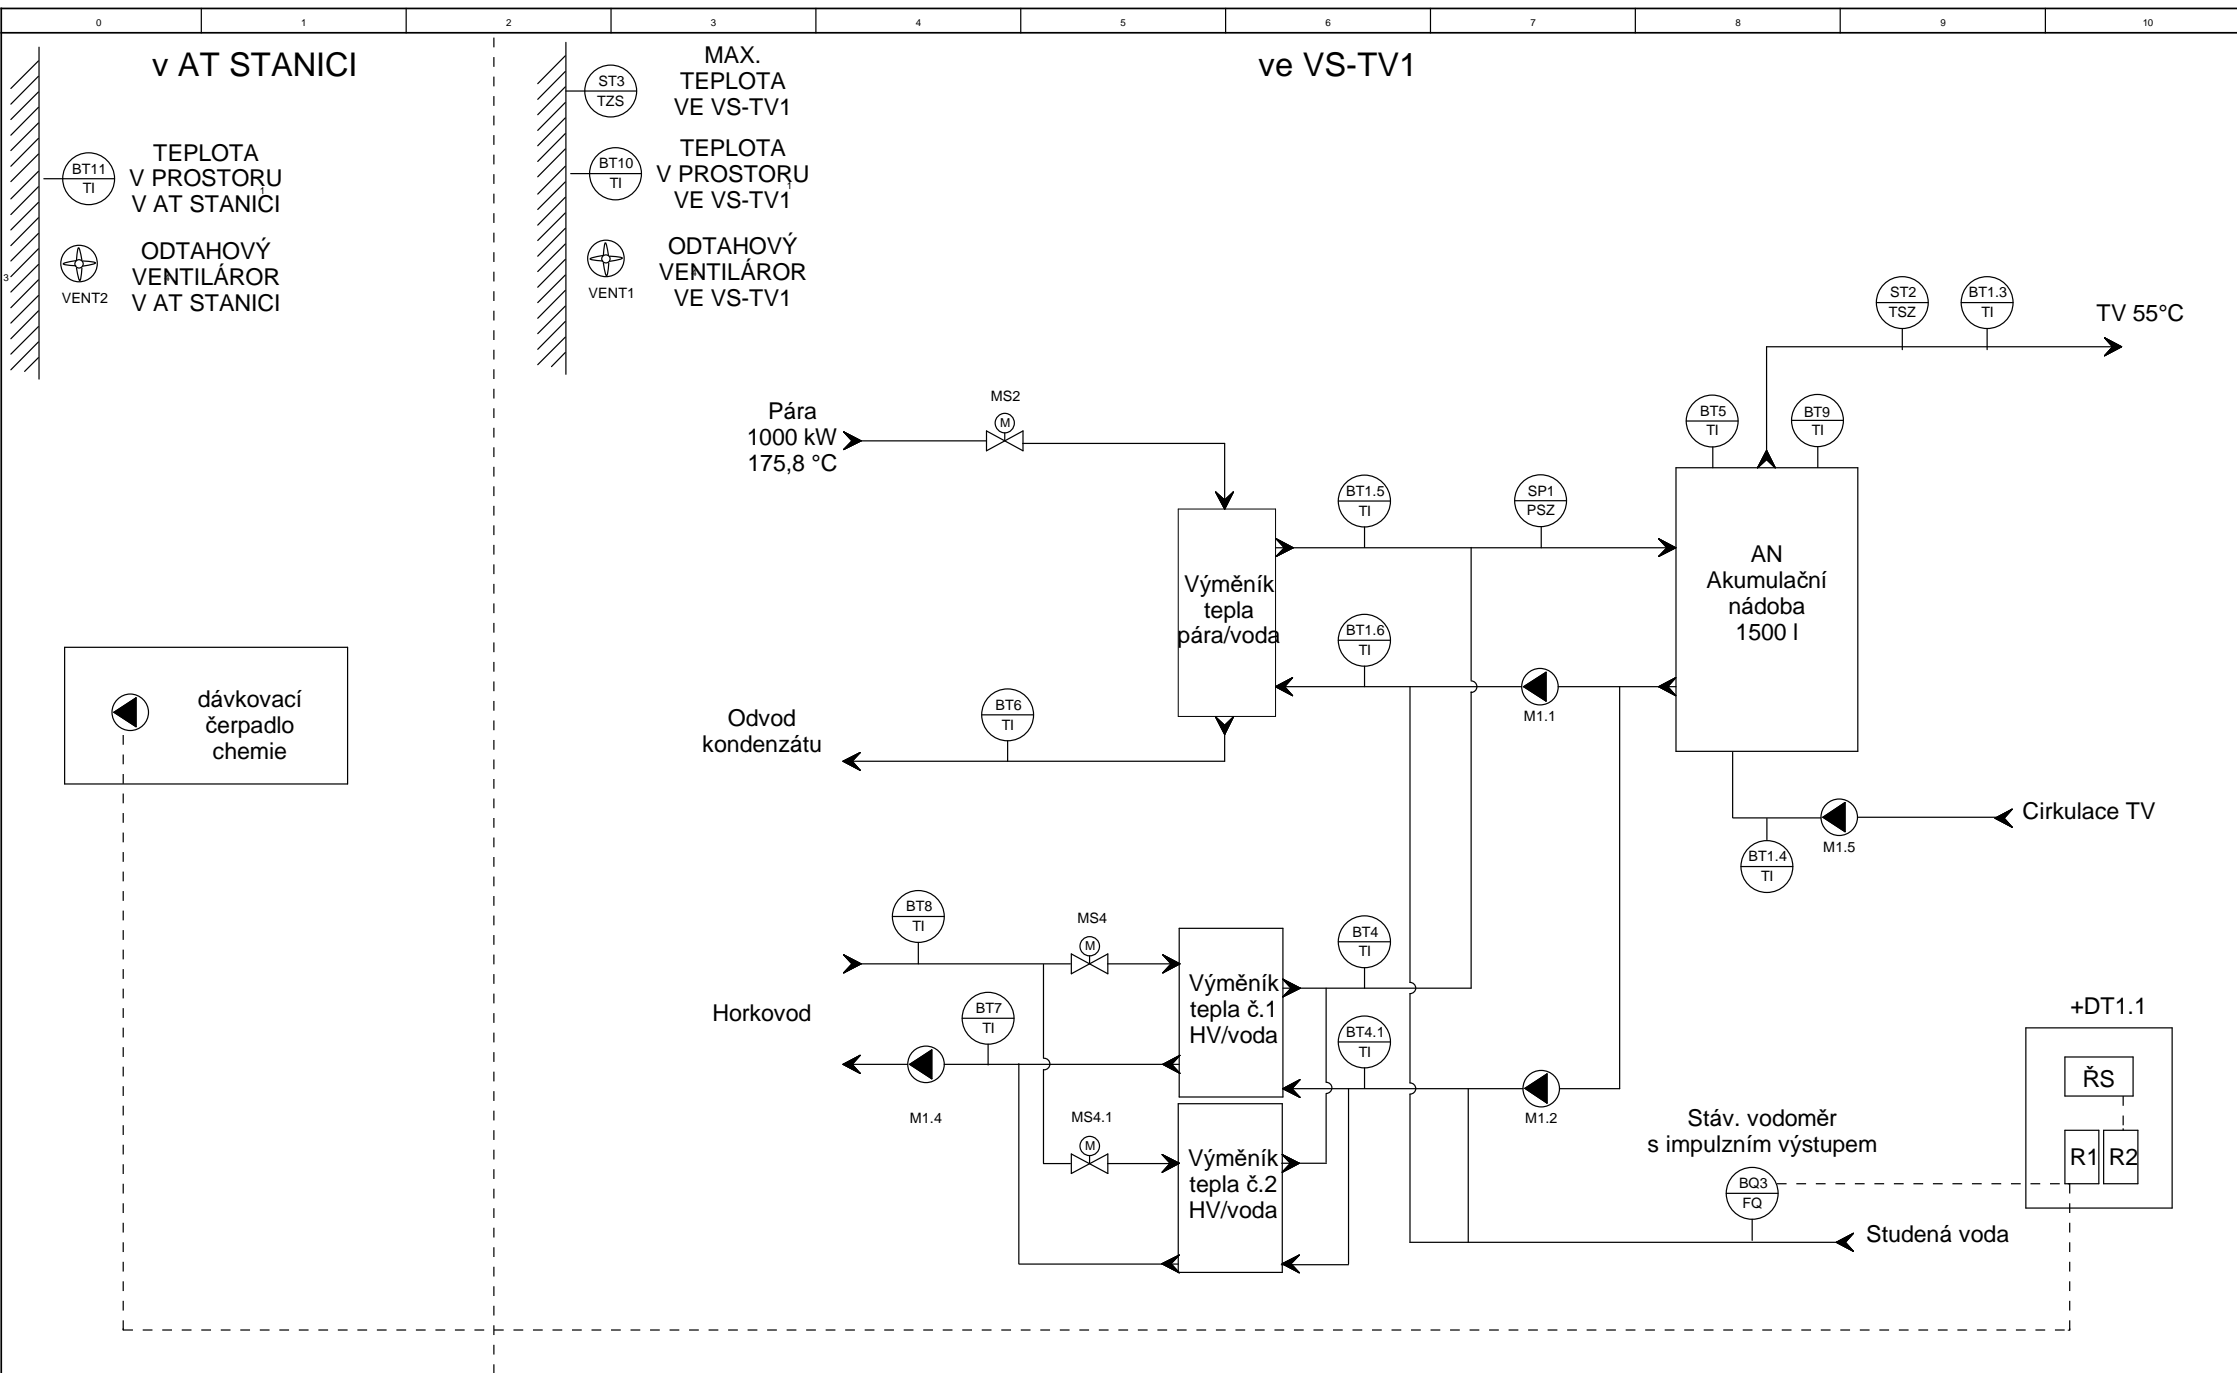 0 1 2 3 4 5 6 7 8 9 10
v AT STANICI
ve VS-TV1
ST3
TZS
MAX.
TEPLOTA
VE VS-TV1
BT11
TI
TEPLOTA
V PROSTORU
V AT STANICI
1
BT10
TI
TEPLOTA
V PROSTORU
VE VS-TV1
1
3
VENT2
ODTAHOVÝ
VENTILÁROR
V AT STANICI
VENT1
ODTAHOVÝ
VENTILÁROR
VE VS-TV1
ST2
TSZ
BT1.3
TI
TV 55°C
MS2
M
Pára
1000 kW
175,8 °C
BT5
TI
BT9
TI
BT1.5
TI
SP1
PSZ
Výměník
tepla
pára/voda
AN
Akumulační
nádoba
1500 l
BT1.6
TI
M1.1
dávkovací
čerpadlo
chemie
Odvod
kondenzátu
BT6
TI
Cirkulace TV
M1.5
BT1.4
TI
BT8
TI
MS4
M
BT4
TI
Výměník
tepla č.1
HV/voda
Horkovod
BT7
TI
BT4.1
TI
M1.4
M1.2
MS4.1
M
Výměník
tepla č.2
HV/voda
+DT1.1
ŘS
R1 R2
Stáv. vodoměr
s impulzním výstupem
BQ3
FQ
Studená voda